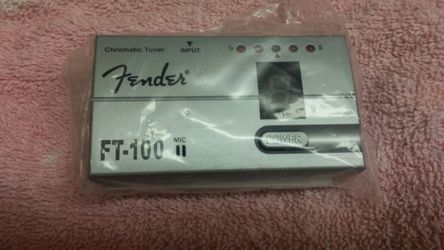 Chromatic Tuner INPUT ♭ ♯
Fender®
FT-100 MIC POWER